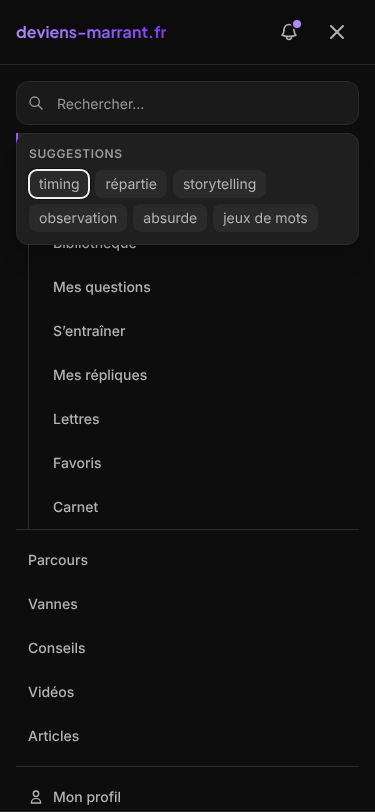 deviens-marrant.fr
Rechercher...
SUGGESTIONS
timing répartie storytelling
observation absurde jeux de mots
Bibliothèque
Mes questions
S’entraîner
Mes répliques
Lettres
Favoris
Carnet
Parcours
Vannes
Conseils
Vidéos
Articles
Mon profil